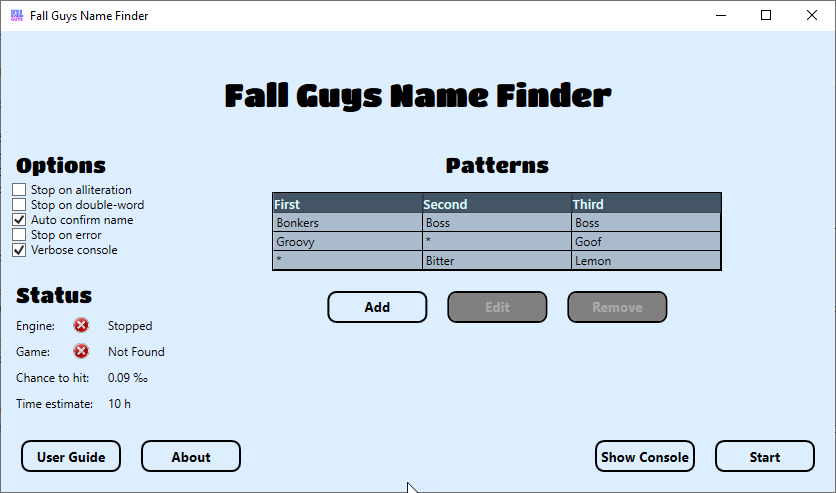 Fall Guys Name Finder
Fall Guys Name Finder
Options
Stop on alliteration
Stop on double-word
Auto confirm name
Stop on error
Verbose console
Patterns
First Second Third
Bonkers Boss Boss
Groovy * Goof
* Bitter Lemon
Add Edit Remove
Status
Engine: Stopped
Game: Not Found
Chance to hit: 0.09 ‰
Time estimate: 10 h
User Guide About Show Console Start